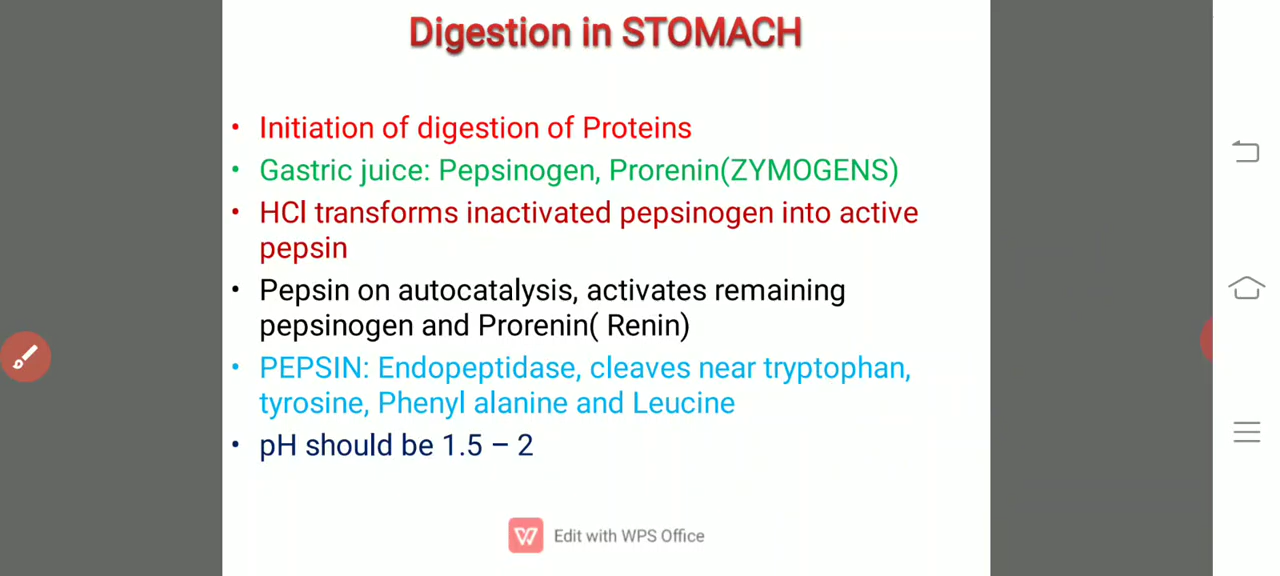 Digestion in STOMACH
• Initiation of digestion of Proteins
• Gastric juice: Pepsinogen, Prorenin(ZYMOGENS)
• HCl transforms inactivated pepsinogen into active
pepsin
• Pepsin on autocatalysis, activates remaining
pepsinogen and Prorenin( Renin)
• PEPSIN: Endopeptidase, cleaves near tryptophan,
tyrosine, Phenyl alanine and Leucine
• pH should be 1.5 – 2
Edit with WPS Office